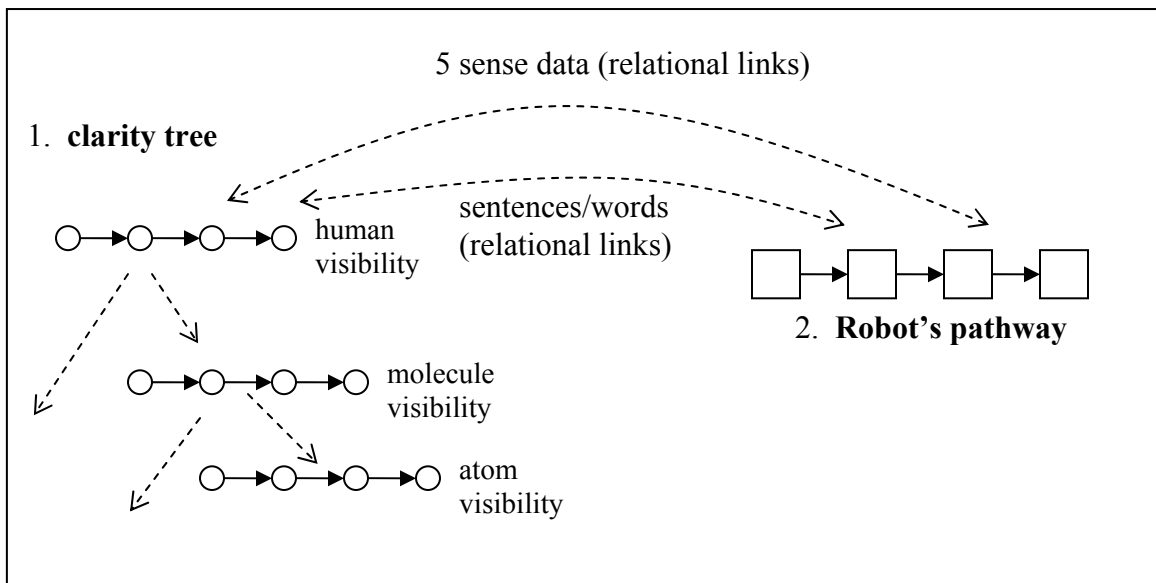 5 sense data (relational links)
1. clarity tree
sentences/words
(relational links)
human
visibility
2. Robot’s pathway
molecule
visibility
atom
visibility